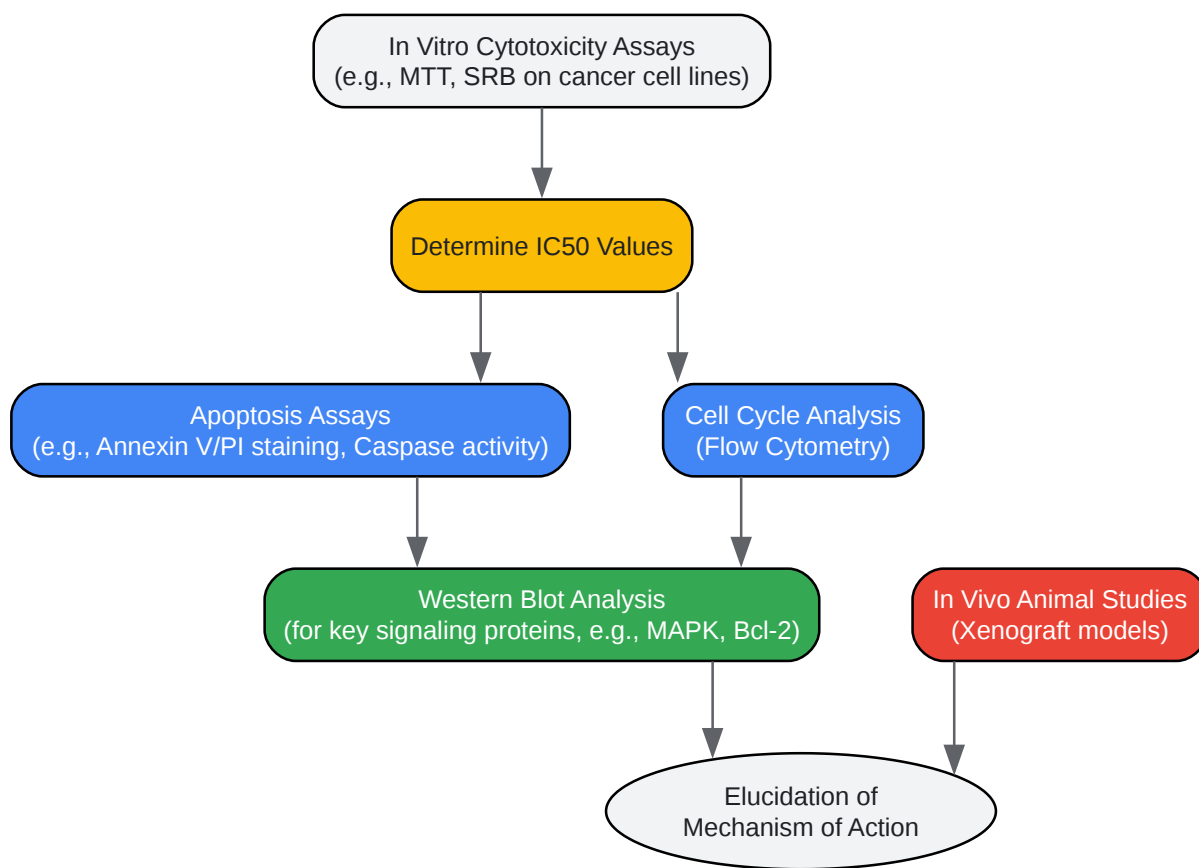 In Vitro Cytotoxicity Assays
(e.g., MTT, SRB on cancer cell lines)
Determine IC50 Values
Apoptosis Assays
(e.g., Annexin V/PI staining, Caspase activity)
Cell Cycle Analysis
(Flow Cytometry)
Western Blot Analysis
(for key signaling proteins, e.g., MAPK, Bcl-2)
In Vivo Animal Studies
(Xenograft models)
Elucidation of
Mechanism of Action